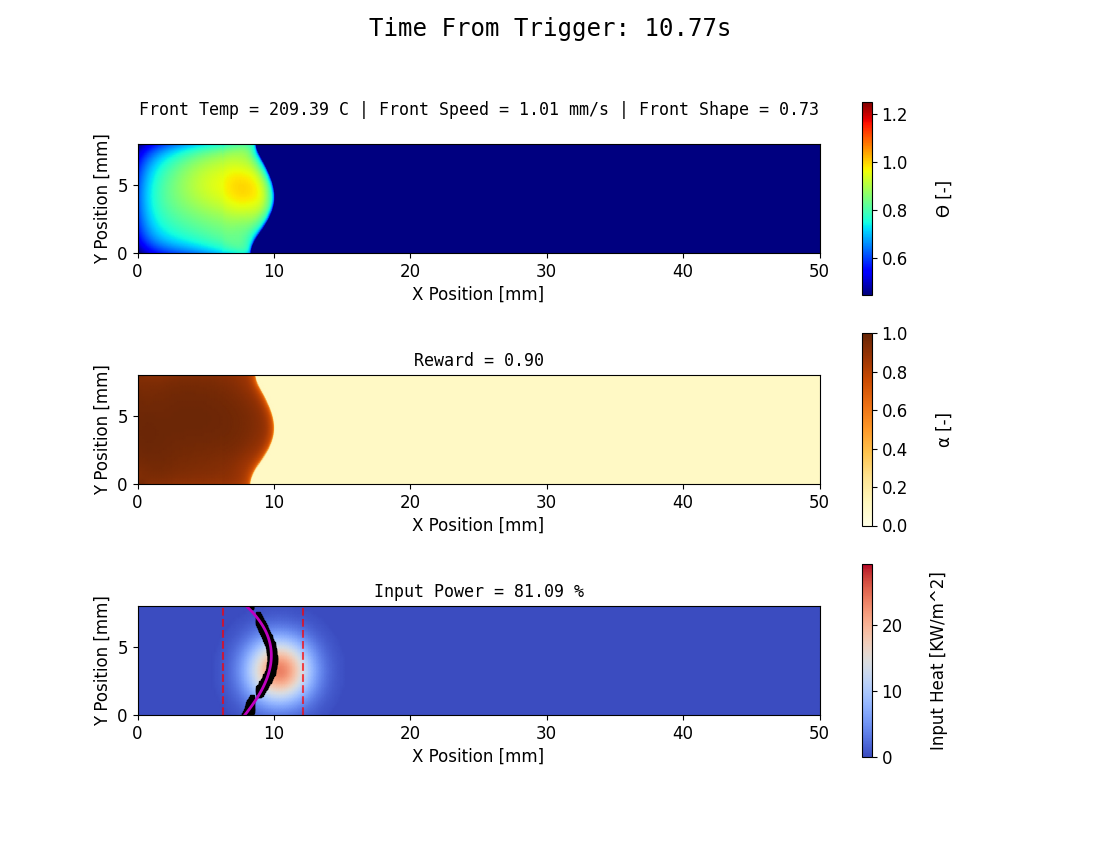 Time From Trigger: 10.77s
Front Temp = 209.39 C | Front Speed = 1.01 mm/s | Front Shape = 0.73
Y Position [mm]
5
0
0 10 20 30 40 50
X Position [mm]
1.2
1.0
0.8
0.6
Θ [-]
Reward = 0.90
Y Position [mm]
5
0
0 10 20 30 40 50
X Position [mm]
1.0
0.8
0.6
0.4
0.2
0.0
α [-]
Input Power = 81.09 %
Y Position [mm]
5
0
0 10 20 30 40 50
X Position [mm]
20
10
0
Input Heat [KW/m^2]